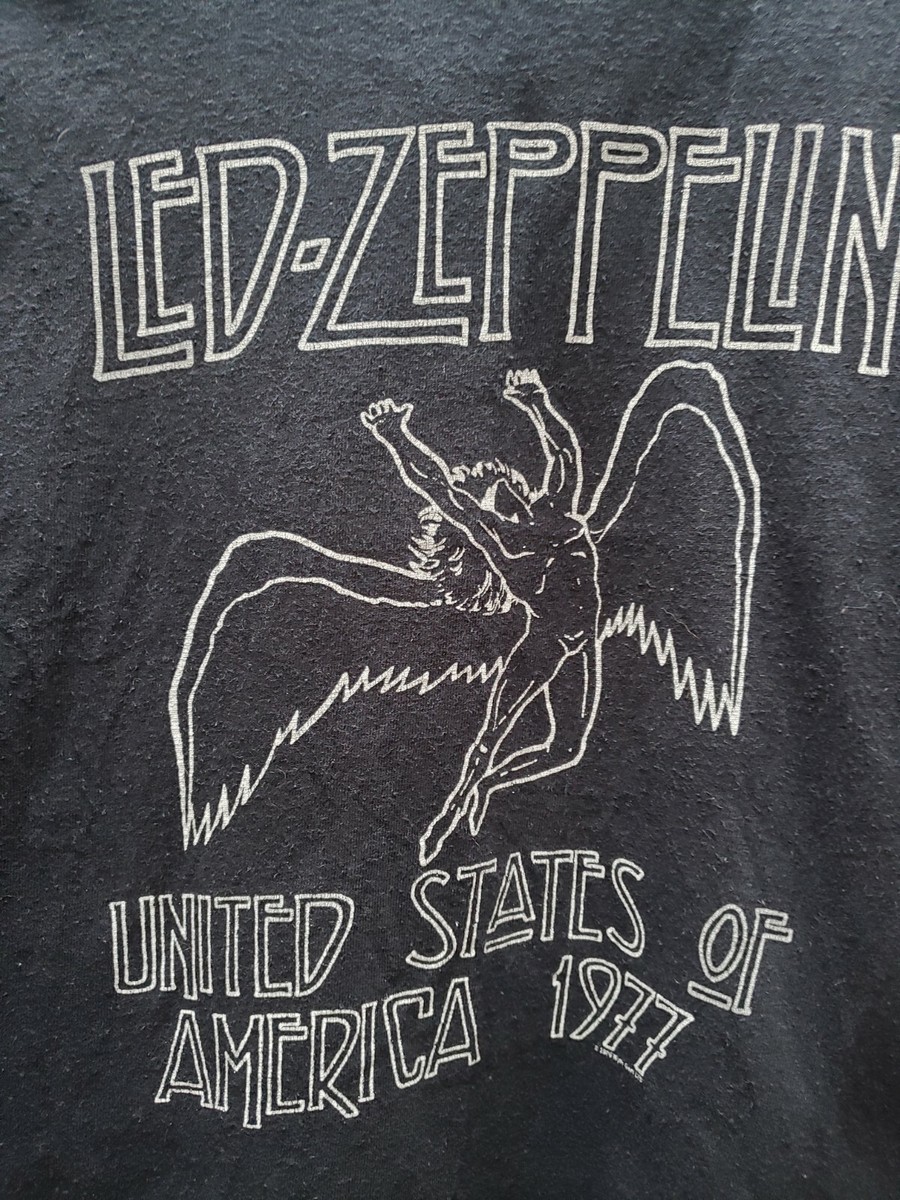 LED-ZEPPELIN
UNITED STATES OF
AMERICA 1977